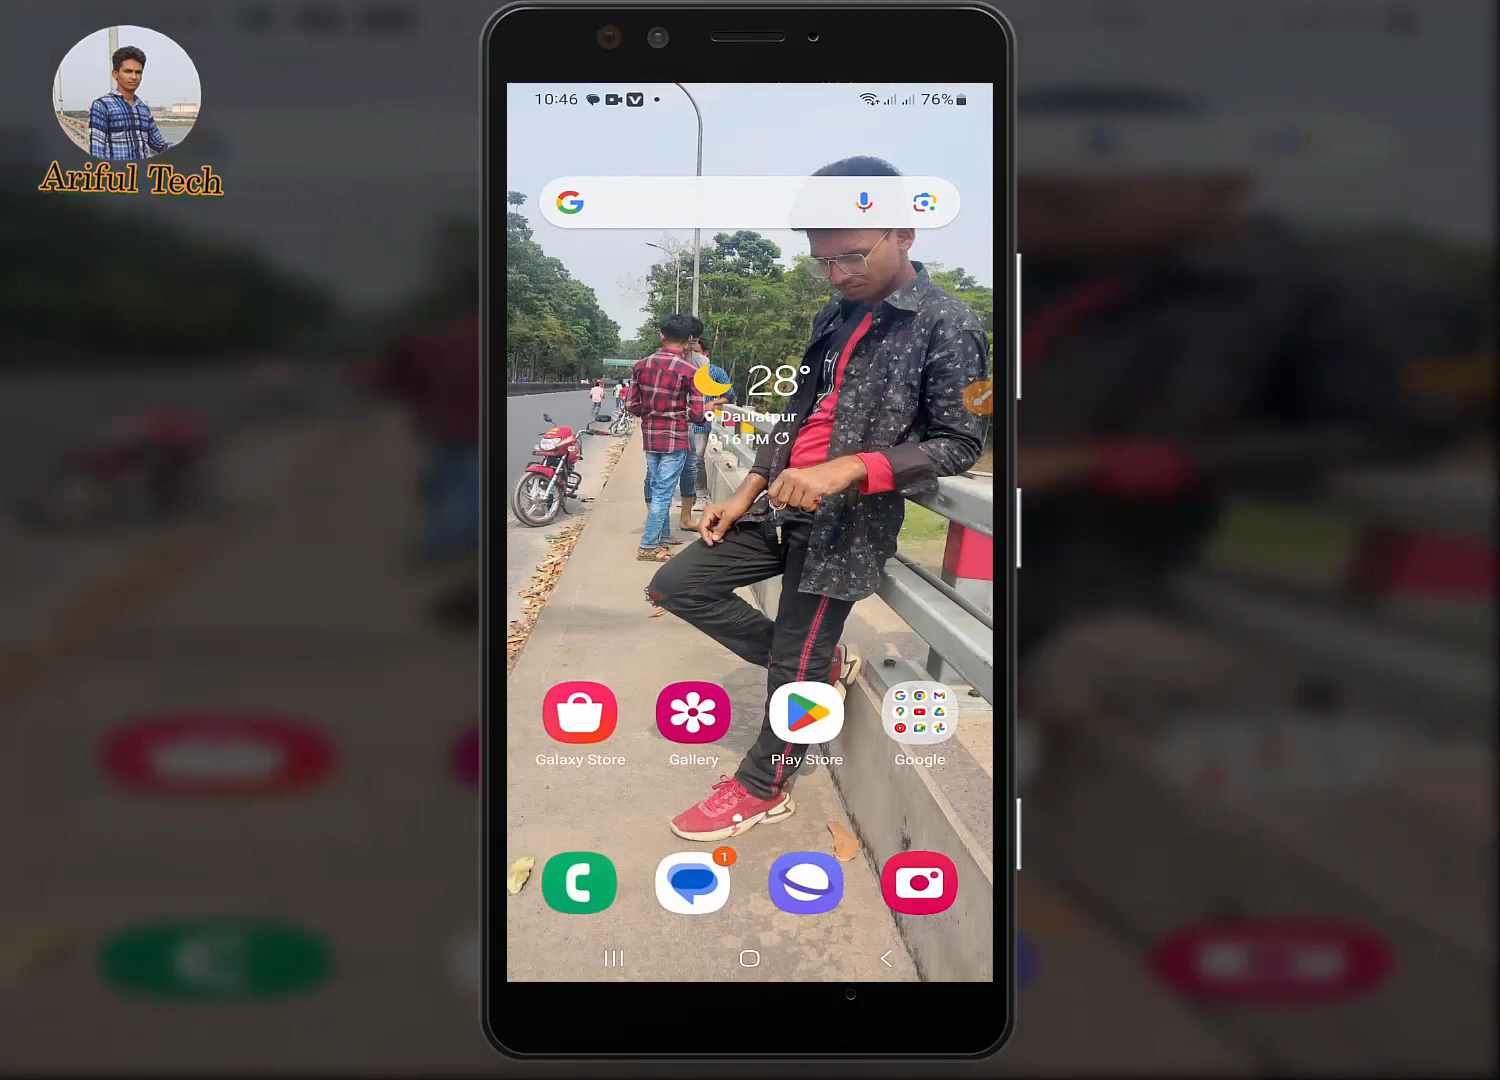 Ariful Tech
10:46
76%
28°
Daulatpur
9:16 PM
Galaxy Store
Gallery
Play Store
Google
1